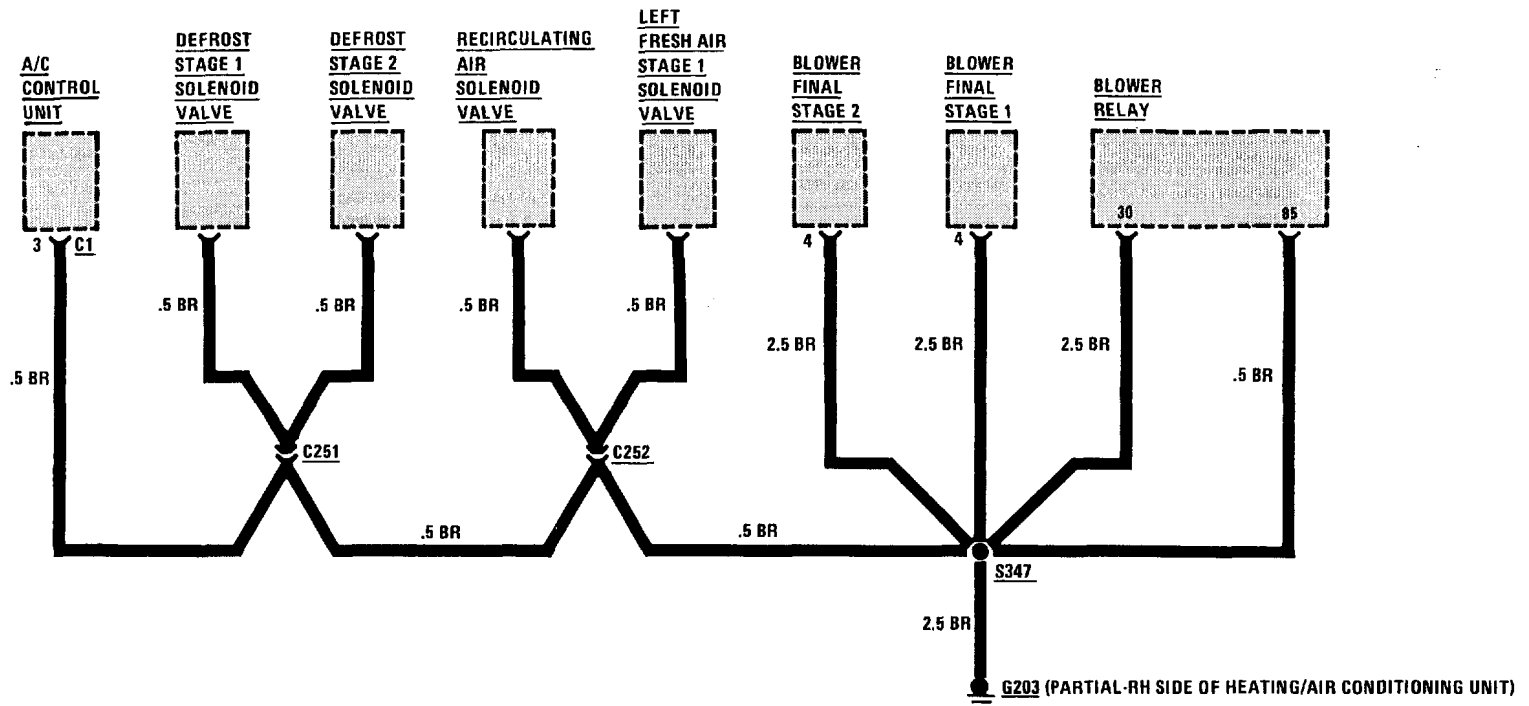 A/C
CONTROL
UNIT
DEFROST
STAGE 1
SOLENOID
VALVE
DEFROST
STAGE 2
SOLENOID
VALVE
RECIRCULATING
AIR
SOLENOID
VALVE
LEFT
FRESH AIR
STAGE 1
SOLENOID
VALVE
BLOWER
FINAL
STAGE 2
BLOWER
FINAL
STAGE 1
BLOWER
RELAY
30
85
3
C1
4
4
.5 BR
.5 BR
.5 BR
.5 BR
2.5 BR
2.5 BR
2.5 BR
.5 BR
.5 BR
C251
C252
.5 BR
.5 BR
S347
2.5 BR
G203 (PARTIAL-RH SIDE OF HEATING/AIR CONDITIONING UNIT)